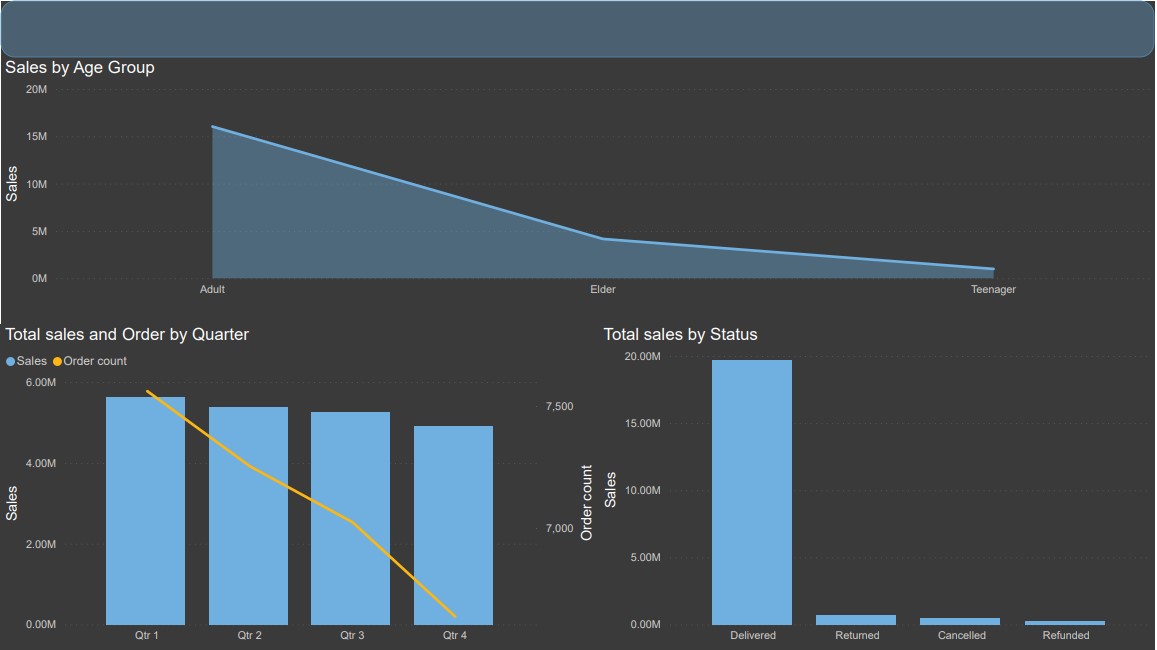 Sales by Age Group
20M
15M
10M
5M
0M
Sales
Adult Elder Teenager
Total sales and Order by Quarter
Sales Order count
6.00M
4.00M
2.00M
0.00M
Sales
7,500
7,000
Order count
Qtr 1 Qtr 2 Qtr 3 Qtr 4
Total sales by Status
20.00M
15.00M
10.00M
5.00M
0.00M
Sales
Delivered Returned Cancelled Refunded